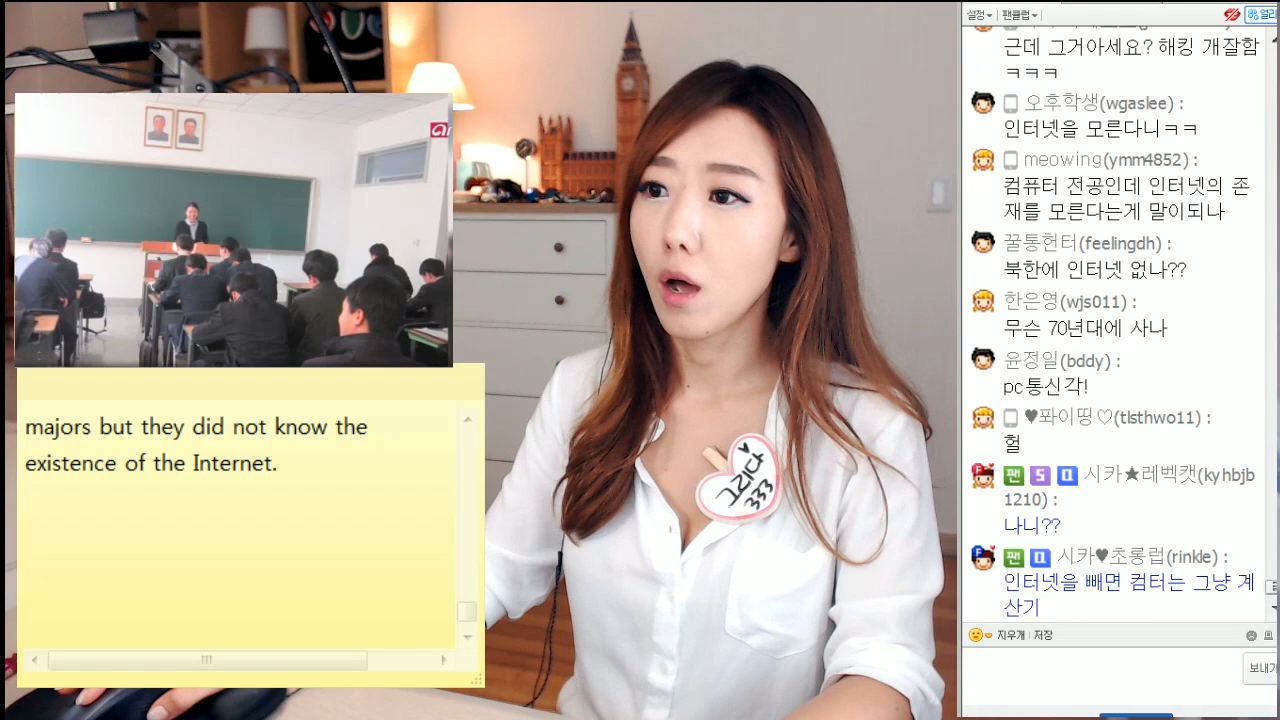 majors but they did not know the
existence of the Internet.
그리다
333
설정 팬클럽
근데 그거아세요? 해킹 개잘함
ㅋㅋㅋ
오후학생(wgaslee) :
인터넷을 모른다니ㅋㅋ
meowing(ymm4852) :
컴퓨터 전공인데 인터넷의 존
재를 모른다는게 말이되나
꿀통헌터(feelingdh) :
북한에 인터넷 없나??
한은영(wjs011) :
무슨 70년대에 사나
윤정일(bddy) :
pc통신각!
♥퐈이띵♡(tlsthwo11) :
헐
팬 S 시카★레벡캣(kyhbjb
1210) :
나니??
팬 시카♥초롱럽(rinkle) :
인터넷을 빼면 컴터는 그냥 계
산기
지우개 저장